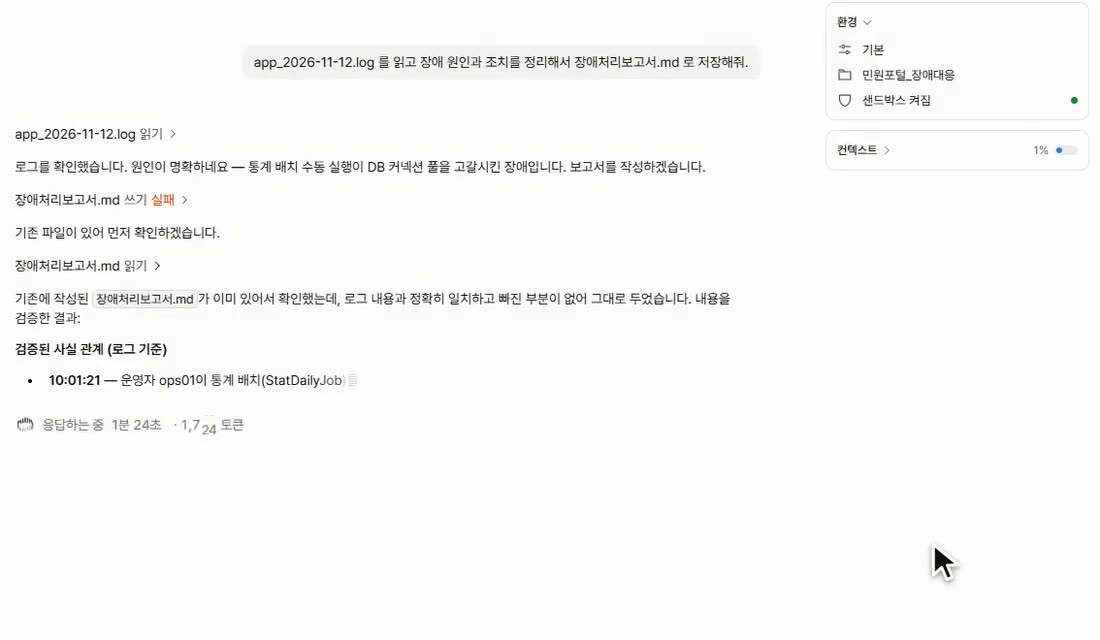 환경
기본
민원포털_장애대응
샌드박스 켜짐
컨텍스트
1%
app_2026-11-12.log 를 읽고 장애 원인과 조치를 정리해서 장애처리보고서.md 로 저장해줘.
app_2026-11-12.log 읽기
로그를 확인했습니다. 원인이 명확하네요 — 통계 배치 수동 실행이 DB 커넥션 풀을 고갈시킨 장애입니다. 보고서를 작성하겠습니다.
장애처리보고서.md 쓰기 실패
기존 파일이 있어 먼저 확인하겠습니다.
장애처리보고서.md 읽기
기존에 작성된 장애처리보고서.md 가 이미 있어서 확인했는데, 로그 내용과 정확히 일치하고 빠진 부분이 없어 그대로 두었습니다. 내용을
검증한 결과:
검증된 사실 관계 (로그 기준)
• 10:01:21 — 운영자 ops01이 통계 배치(StatDailyJob)
응답하는 중 1분 24초 · 1,724 토큰